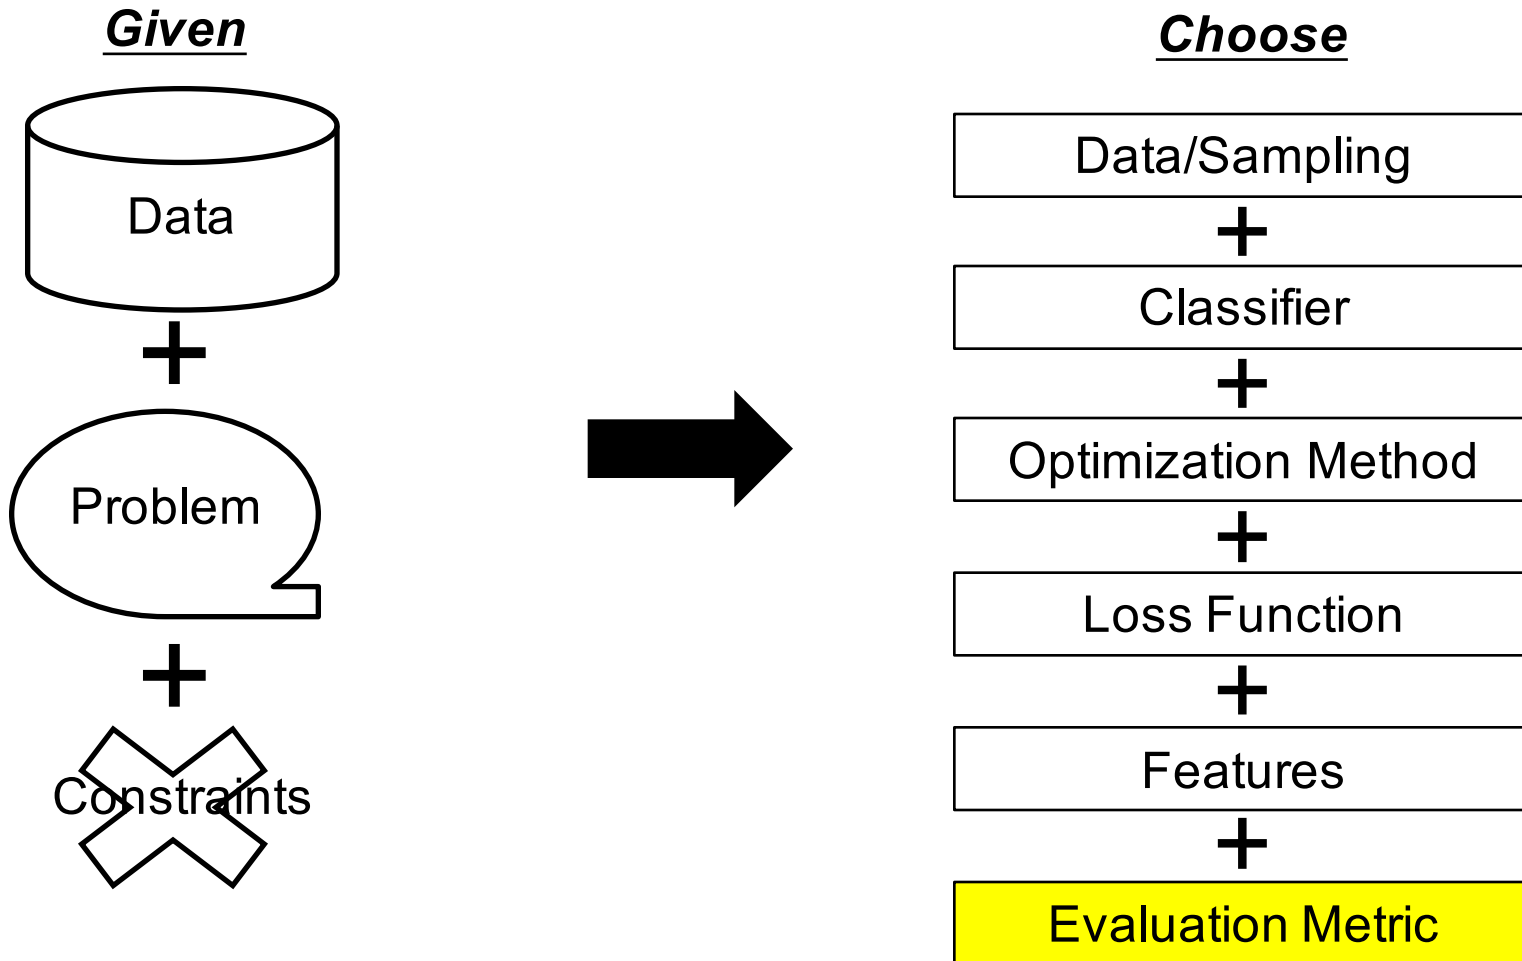 Given
Data
+
Problem
+
Constraints
Choose
Data/Sampling
+
Classifier
+
Optimization Method
+
Loss Function
+
Features
+
Evaluation Metric